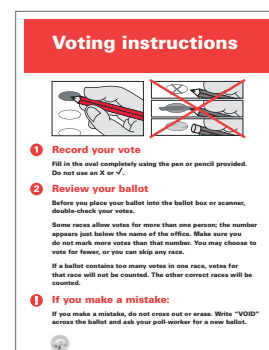 Voting instructions
1 Record your vote
Fill in the oval completely using the pen or pencil provided.
Do not use an X or ✓.
2 Review your ballot
Before you place your ballot into the ballot box or scanner,
double-check your votes.
Some races allow votes for more than one person; the number
appears just below the name of the office. Make sure you
do not mark more votes than that number. You may choose to
vote for fewer, or you can skip any race.
If a ballot contains too many votes in one race, votes for
that race will not be counted. The other correct races will be
counted.
! If you make a mistake:
If you make a mistake, do not cross out or erase. Write “VOID”
across the ballot and ask your poll-worker for a new ballot.